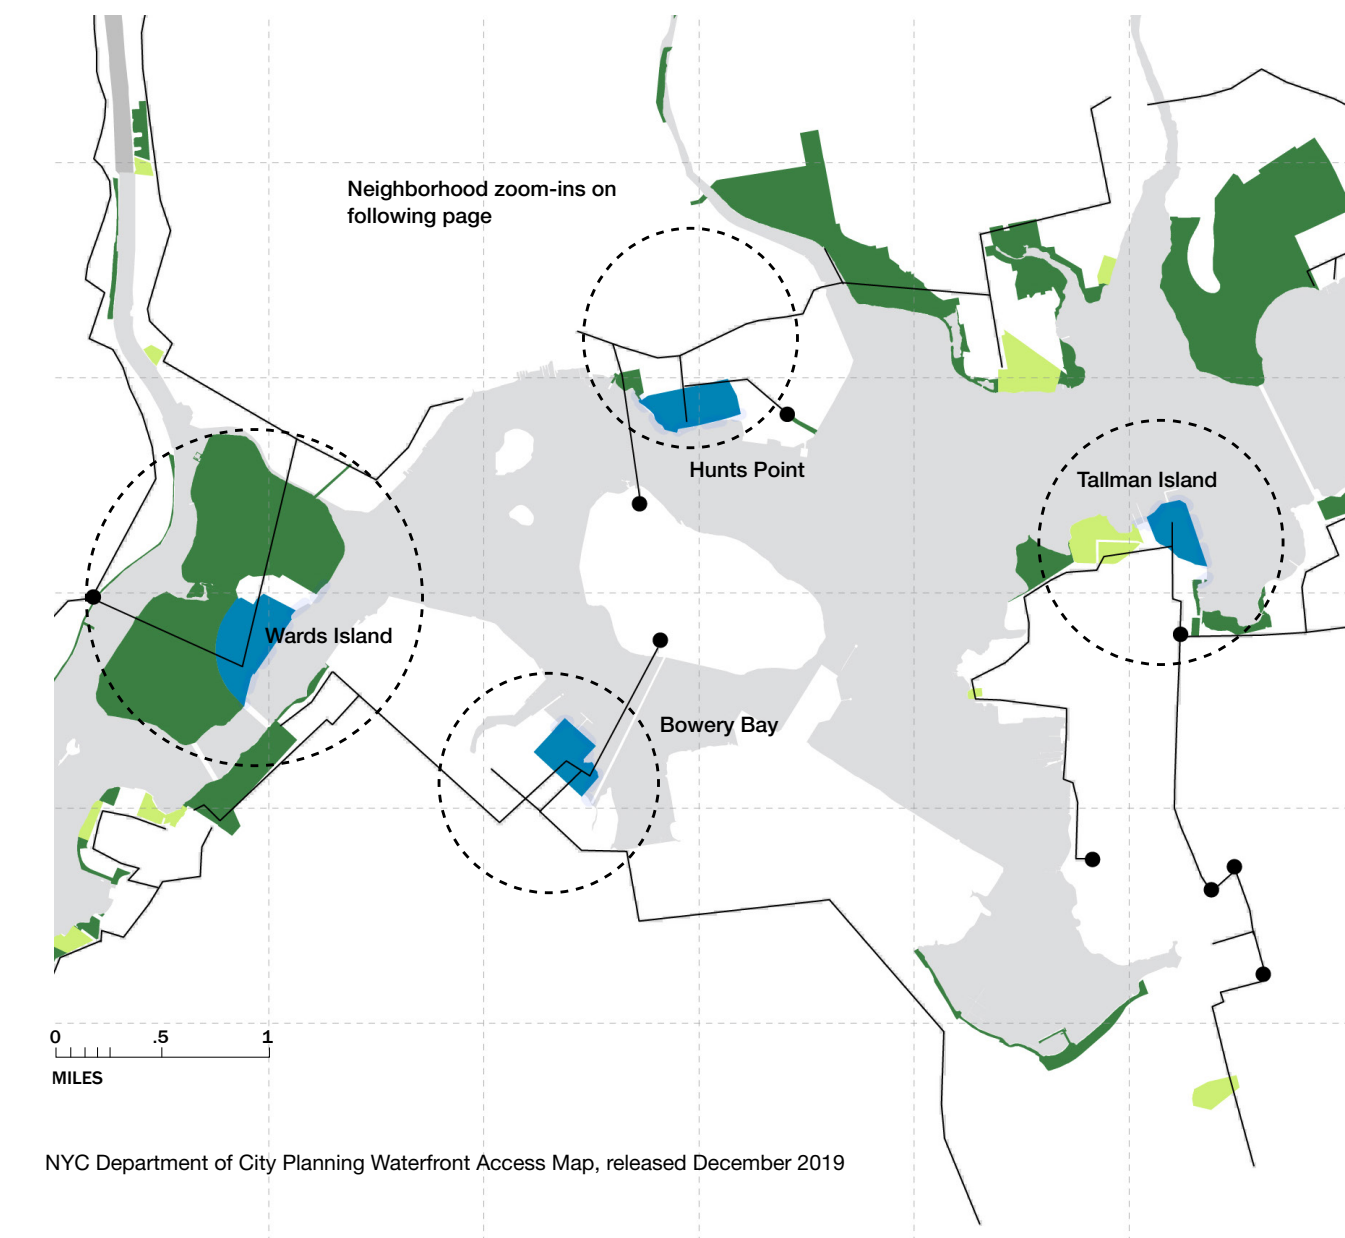 Neighborhood zoom-ins on
following page
Hunts Point
Tallman Island
Wards Island
Bowery Bay
0 .5 1
MILES
NYC Department of City Planning Waterfront Access Map, released December 2019